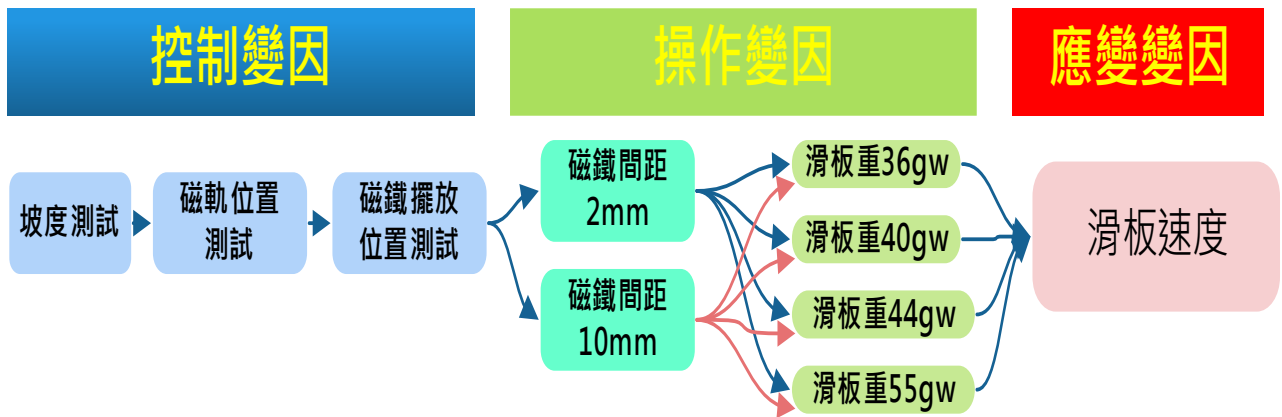 控制變因
操作變因
應變變因
坡度測試
磁軌位置
測試
磁鐵擺放
位置測試
磁鐵間距
2mm
磁鐵間距
10mm
滑板重36gw
滑板重40gw
滑板重44gw
滑板重55gw
滑板速度